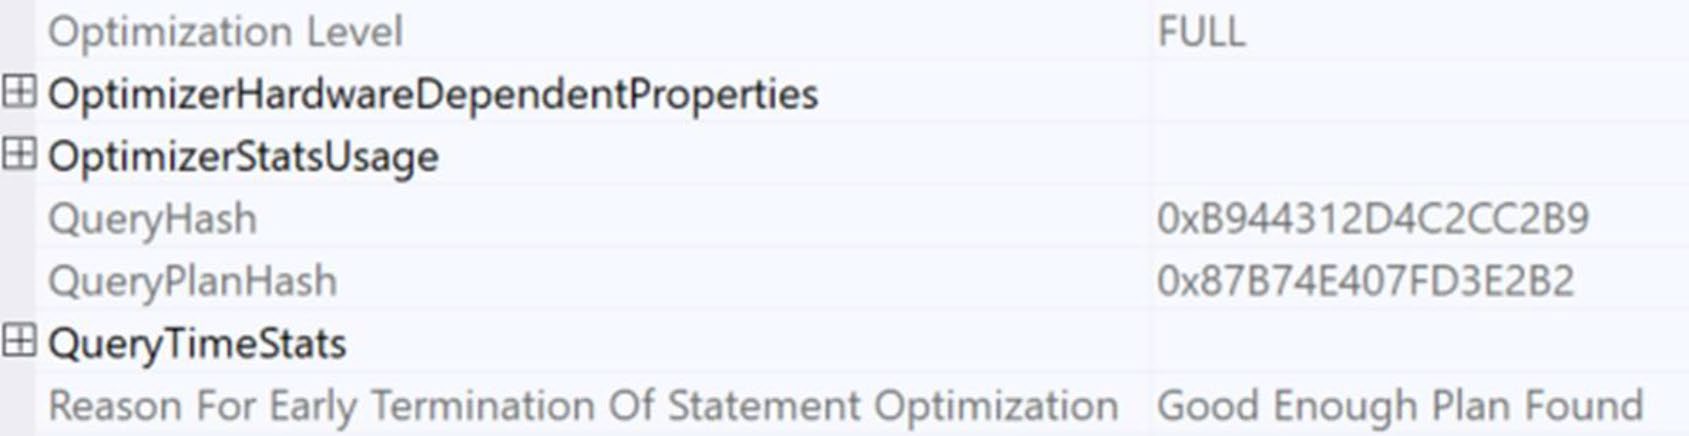 Optimization Level FULL
OptimizerHardwareDependentProperties
OptimizerStatsUsage
QueryHash 0xB944312D4C2CC2B9
QueryPlanHash 0x87B74E407FD3E2B2
QueryTimeStats
Reason For Early Termination Of Statement Optimization Good Enough Plan Found